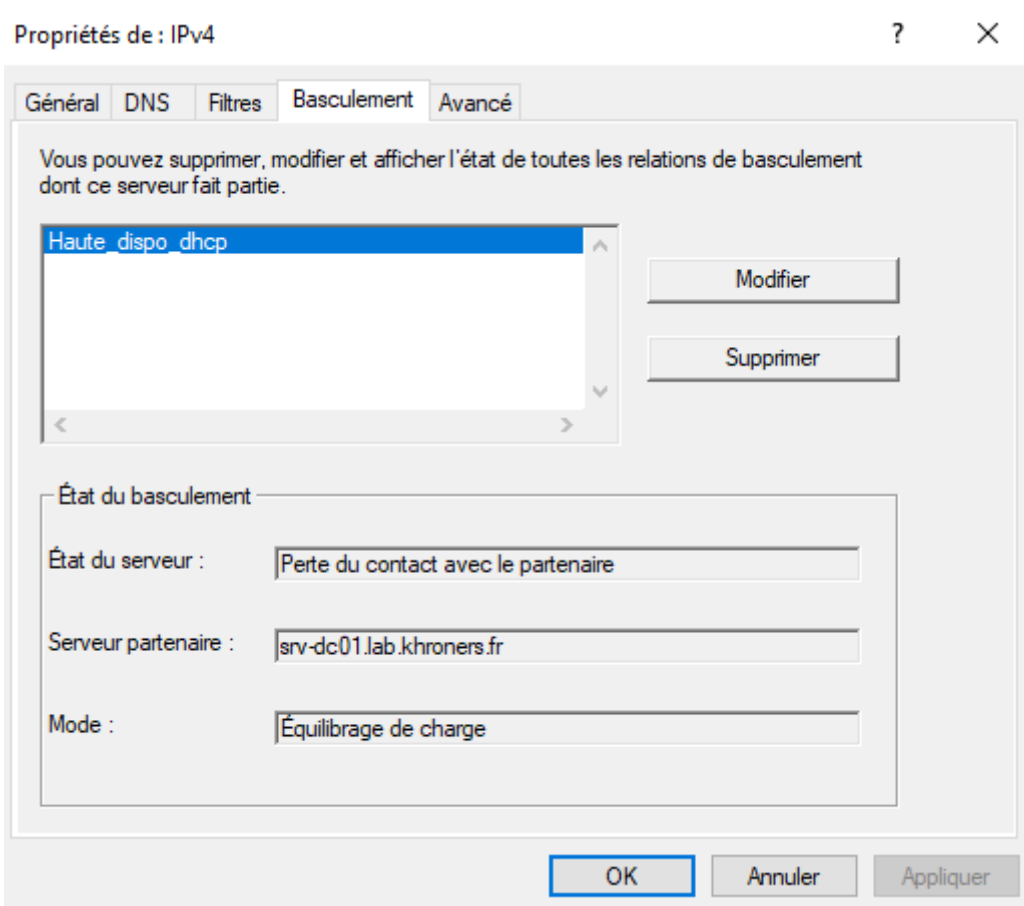 Propriétés de : IPv4
?
Général
DNS
Filtres
Basculement
Avancé
Vous pouvez supprimer, modifier et afficher l'état de toutes les relations de basculement
dont ce serveur fait partie.
Haute_dispo_dhcp
Modifier
Supprimer
État du basculement
État du serveur :
Perte du contact avec le partenaire
Serveur partenaire :
srv-dc01.lab.khroners.fr
Mode :
Équilibrage de charge
OK
Annuler
Appliquer